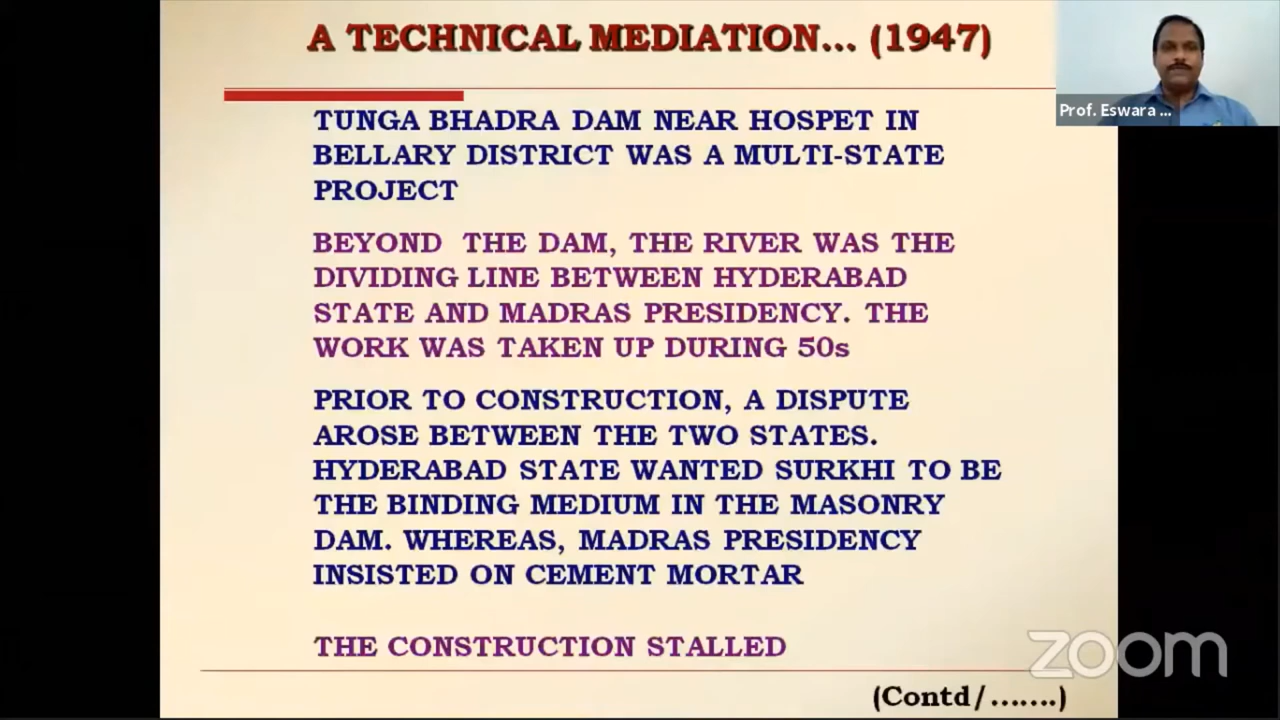 A TECHNICAL MEDIATION... (1947)
Prof. Eswara ...
TUNGA BHADRA DAM NEAR HOSPET IN
BELLARY DISTRICT WAS A MULTI-STATE
PROJECT
BEYOND THE DAM, THE RIVER WAS THE
DIVIDING LINE BETWEEN HYDERABAD
STATE AND MADRAS PRESIDENCY. THE
WORK WAS TAKEN UP DURING 50s
PRIOR TO CONSTRUCTION, A DISPUTE
AROSE BETWEEN THE TWO STATES.
HYDERABAD STATE WANTED SURKHI TO BE
THE BINDING MEDIUM IN THE MASONRY
DAM. WHEREAS, MADRAS PRESIDENCY
INSISTED ON CEMENT MORTAR
THE CONSTRUCTION STALLED
zoom
(Contd/.......)